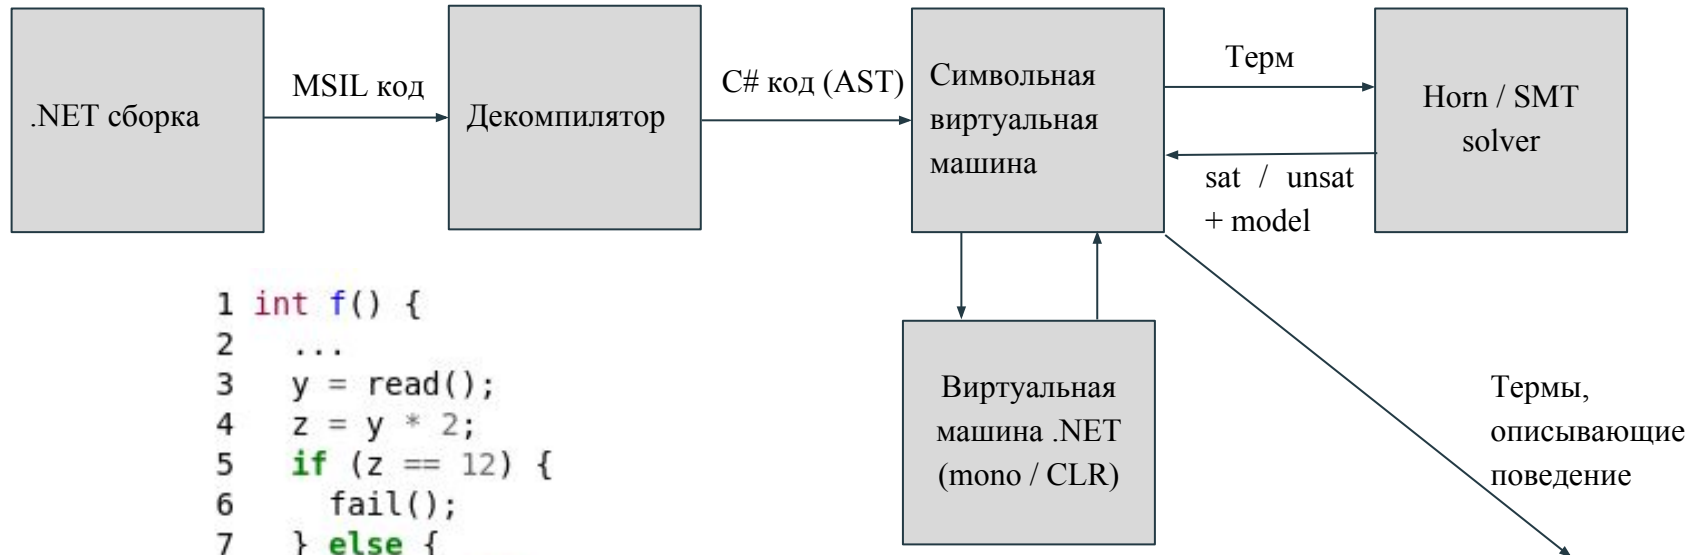 .NET сборка
MSIL код
Декомпилятор
C# код (AST)
Символьная
виртуальная
машина
Терм
sat / unsat
+ model
Horn / SMT
solver
Виртуальная
машина .NET
(mono / CLR)
Термы,
описывающие
поведение
1 int f() {
2   ...
3   y = read();
4   z = y * 2;
5   if (z == 12) {
6     fail();
7   } else {